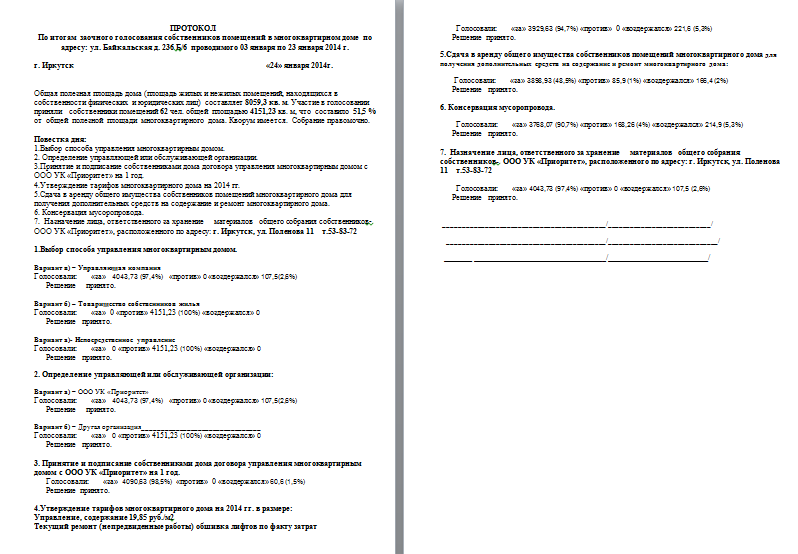 ПРОТОКОЛ
По итогам заочного голосования собственников помещений в многоквартирном доме по
адресу: ул. Байкальская д. 236,Б/6 проводимого 03 января по 23 января 2014 г.
г. Иркутск «24» января 2014г.
Общая полезная площадь дома (площадь жилых и нежилых помещений, находящихся в
собственности физических и юридических лиц) составляет 8059,3 кв. м. Участие в голосовании
приняли собственники помещений 62 чел. общей площадью 4151,23 кв. м, что составило 51,5 %
от общей полезной площади многоквартирного дома. Кворум имеется. Собрание правомочно.
Повестка дня:
1.Выбор способа управления многоквартирным домом.
2. Определение управляющей или обслуживающей организации.
3.Принятие и подписание собственниками дома договора управления многоквартирным домом с
ООО УК «Приоритет» на 1 год.
4.Утверждение тарифов многоквартирного дома на 2014 гг.
5.Сдача в аренду общего имущества собственников помещений многоквартирного дома для
получения дополнительных средств на содержание и ремонт многоквартирного дома.
6. Консервация мусоропровода.
7. Назначение лица, ответственного за хранение материалов общего собрания собственников:,
ООО УК «Приоритет», расположенного по адресу: г. Иркутск, ул. Поленова 11 т.53-83-72
1.Выбор способа управления многоквартирным домом.
Вариант а) – Управляющая компания
Голосовали: «за» 4043,73 (97,4%) «против» 0 «воздержался» 107,5(2,6%)
Решение принято.
Вариант б) – Товарищество собственников жилья
Голосовали: «за» 0 «против» 4151,23 (100%) «воздержался» 0
Решение принято.
Вариант в)- Непосредственное управление
Голосовали: «за» 0 «против» 4151,23 (100%) «воздержался» 0
Решение принято.
2. Определение управляющей или обслуживающей организации:
Вариант а) – ООО УК «Приоритет»
Голосовали: «за» 4043,73 (97,4%) «против» 0 «воздержался» 107,5(2,6%)
Решение принято.
Вариант б) – Другая организация______________________________
Голосовали: «за» 0 «против» 4151,23 (100%) «воздержался» 0
Решение принято.
3. Принятие и подписание собственниками дома договора управления многоквартирным
домом с ООО УК «Приоритет» на 1 год.
Голосовали: «за» 4090,63 (98,5%) «против» 0 «воздержался» 60,6 (1,5%)
Решение принято.
4.Утверждение тарифов многоквартирного дома на 2014 гг. в размере:
Управление, содержание 19,85 руб./м2
Текущий ремонт (непредвиденные работы) обшивка лифтов по факту затрат
Голосовали: «за» 3929,63 (94,7%) «против» 0 «воздержался» 221,6 (5,3%)
Решение принято.
5.Сдача в аренду общего имущества собственников помещений многоквартирного дома для
получения дополнительных средств на содержание и ремонт многоквартирного дома:
Голосовали: «за» 3898,93 (48,5%) «против» 85,9 (1%) «воздержался» 166,4 (2%)
Решение принято.
6. Консервация мусоропровода.
Голосовали: «за» 3768,07 (90,7%) «против» 168,26 (4%) «воздержался» 214,9 (5,3%)
Решение принято.
7. Назначение лица, ответственного за хранение материалов общего собрания
собственников:, ООО УК «Приоритет», расположенного по адресу: г. Иркутск, ул. Поленова
11 т.53-83-72
Голосовали: «за» 4043,73 (97,4%) «против» 0 «воздержался» 107,5 (2,6%)
Решение принято.